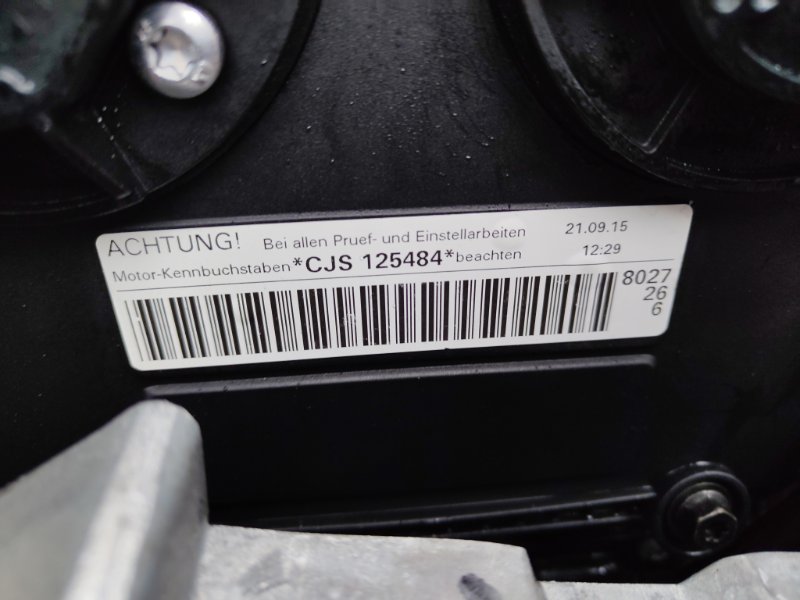 ACHTUNG! Bei allen Pruef- und Einstellarbeiten 21.09.15
Motor-Kennbuchstaben *CJS 125484* beachten 12:29
8027
26
6